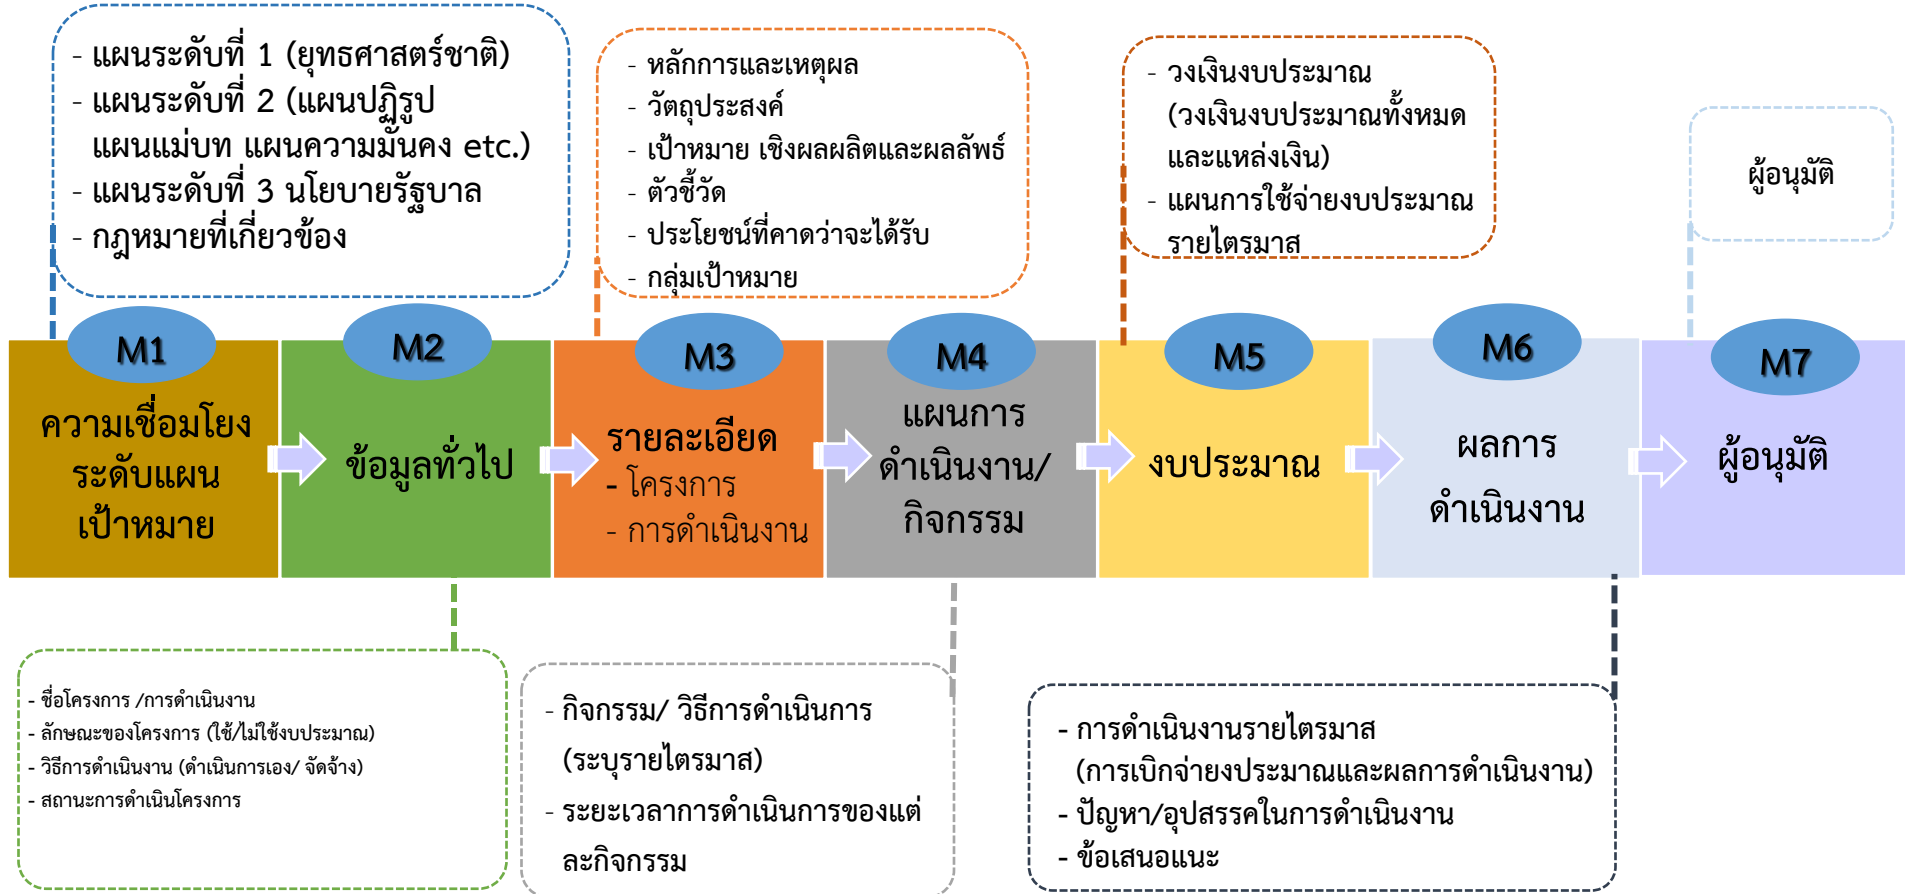 - แผนระดับที่ 1 (ยุทธศาสตร์ชาติ)
- แผนระดับที่ 2 (แผนปฏิรูป
แผนแม่บท แผนความมั่นคง etc.)
- แผนระดับที่ 3 นโยบายรัฐบาล
- กฎหมายที่เกี่ยวข้อง
- หลักการและเหตุผล
- วัตถุประสงค์
- เป้าหมาย เชิงผลผลิตและผลลัพธ์
- ตัวชี้วัด
- ประโยชน์ที่คาดว่าจะได้รับ
- กลุ่มเป้าหมาย
- วงเงินงบประมาณ
(วงเงินงบประมาณทั้งหมด
และแหล่งเงิน)
- แผนการใช้จ่ายงบประมาณ
รายไตรมาส
ผู้อนุมัติ
M1
ความเชื่อมโยง
ระดับแผน
เป้าหมาย
M2
ข้อมูลทั่วไป
M3
รายละเอียด
- โครงการ
- การดำเนินงาน
M4
แผนการ
ดำเนินงาน/
กิจกรรม
M5
งบประมาณ
M6
ผลการ
ดำเนินงาน
M7
ผู้อนุมัติ
- ชื่อโครงการ /การดำเนินงาน
- ลักษณะของโครงการ (ใช้/ไม่ใช้งบประมาณ)
- วิธีการดำเนินงาน (ดำเนินการเอง/ จัดจ้าง)
- สถานะการดำเนินโครงการ
- กิจกรรม/ วิธีการดำเนินการ
(ระบุรายไตรมาส)
- ระยะเวลาการดำเนินการของแต่
ละกิจกรรม
- การดำเนินงานรายไตรมาส
(การเบิกจ่ายงประมาณและผลการดำเนินงาน)
- ปัญหา/อุปสรรคในการดำเนินงาน
- ข้อเสนอแนะ